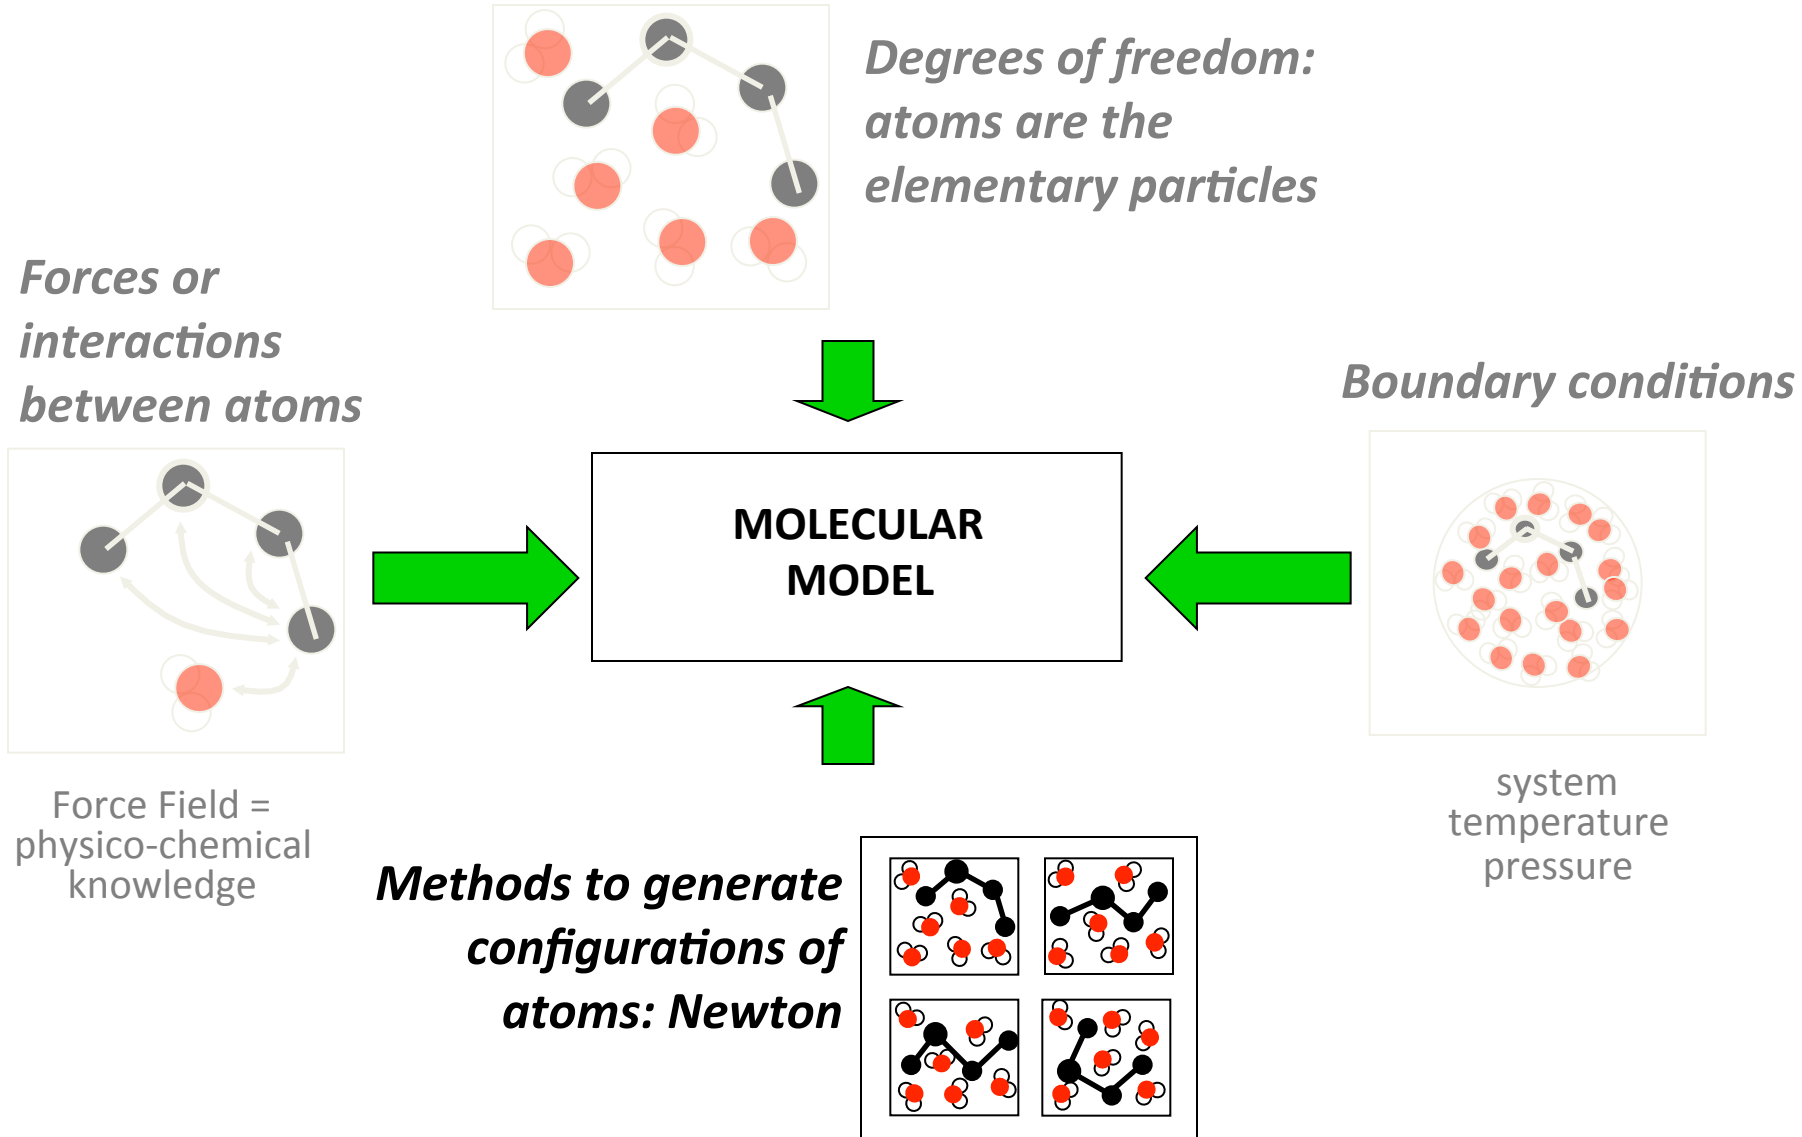 Degrees of freedom:
atoms are the
elementary particles
Forces or
interactions
between atoms
Boundary conditions
MOLECULAR
MODEL
Force Field =
physico-chemical
knowledge
system
temperature
pressure
Methods to generate
configurations of
atoms: Newton